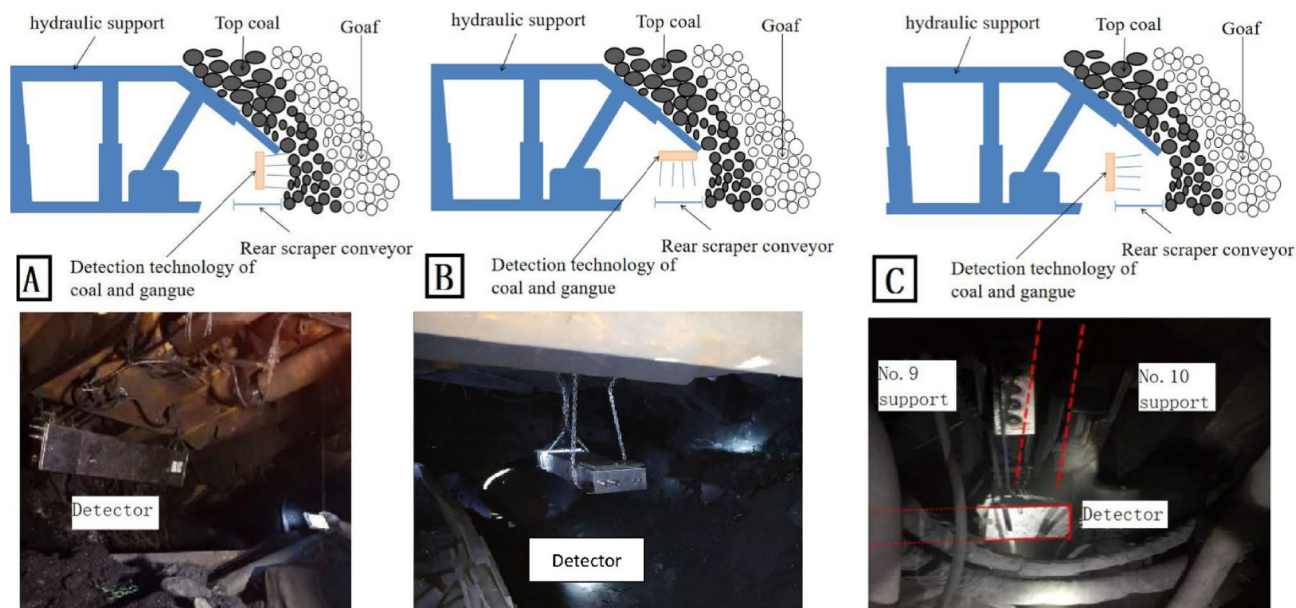 hydraulic support
Top coal
Goaf
Rear scraper conveyor
Detection technology of
coal and gangue
A
hydraulic support
Top coal
Goaf
Rear scraper conveyor
Detection technology of
coal and gangue
B
hydraulic support
Top coal
Goaf
Rear scraper conveyor
Detection technology of
coal and gangue
C
Detector
Detector
No.9
support
No.10
support
Detector